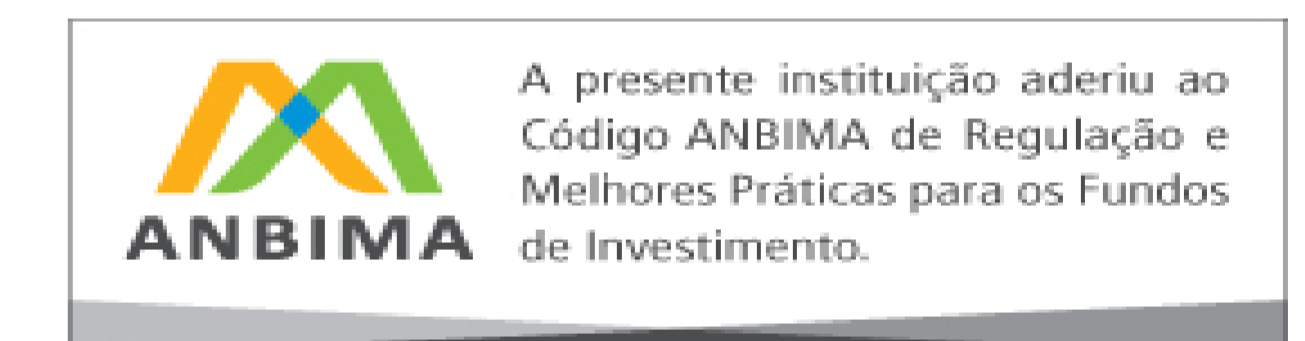 ANBIMA
A presente instituição aderiu ao
Código ANBIMA de Regulação e
Melhores Práticas para os Fundos
de Investimento.